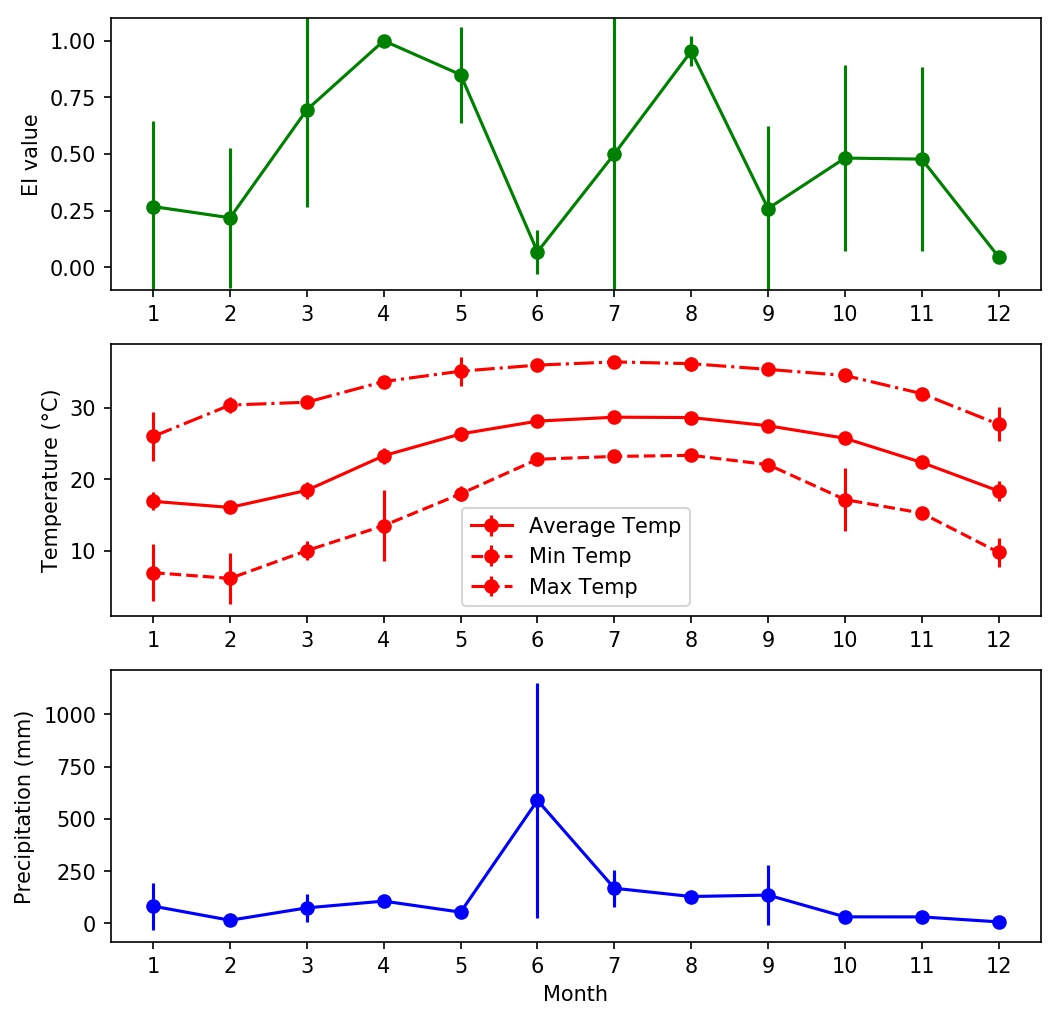 1.00
0.75
0.50
0.25
0.00
EI value
1 2 3 4 5 6 7 8 9 10 11 12
30
20
10
Temperature (°C)
Average Temp
Min Temp
Max Temp
1 2 3 4 5 6 7 8 9 10 11 12
1000
750
500
250
0
Precipitation (mm)
1 2 3 4 5 6 7 8 9 10 11 12
Month